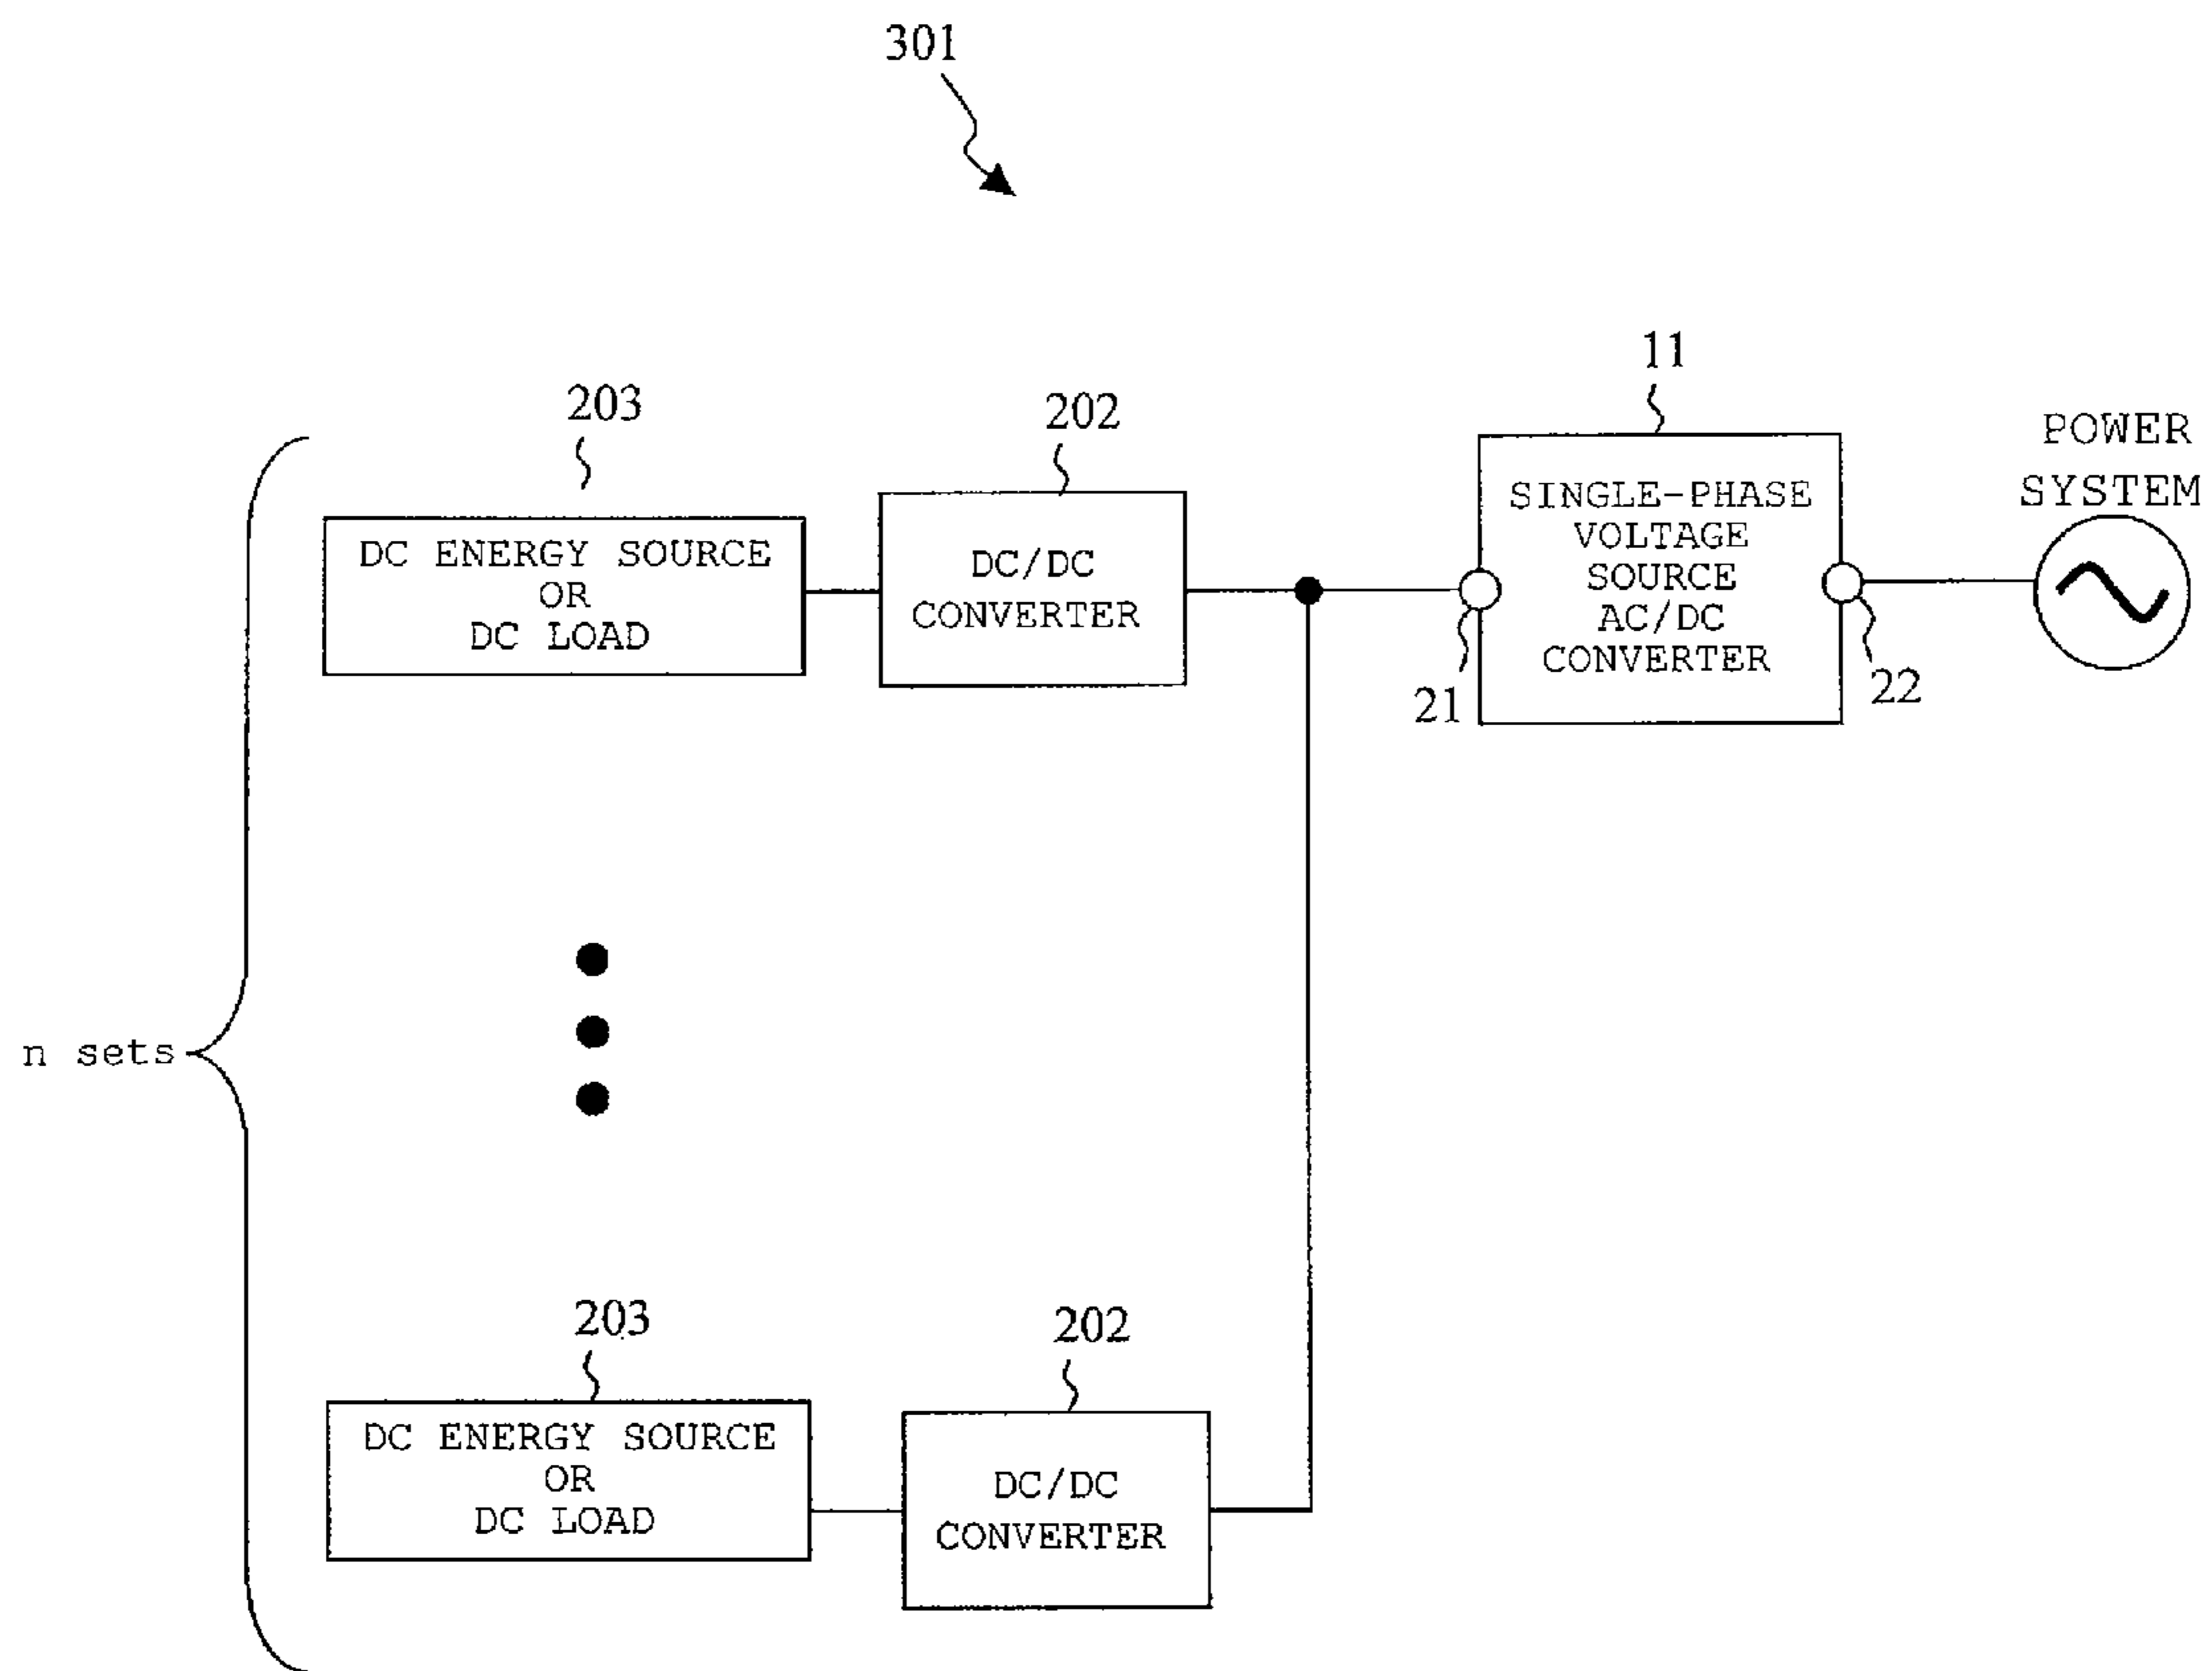 301
11
203
202
POWER
SYSTEM
SINGLE-PHASE
VOLTAGE
SOURCE
AC/DC
CONVERTER
DC ENERGY SOURCE
OR
DC LOAD
DC/DC
CONVERTER
21
22
n sets
203
202
DC ENERGY SOURCE
OR
DC LOAD
DC/DC
CONVERTER